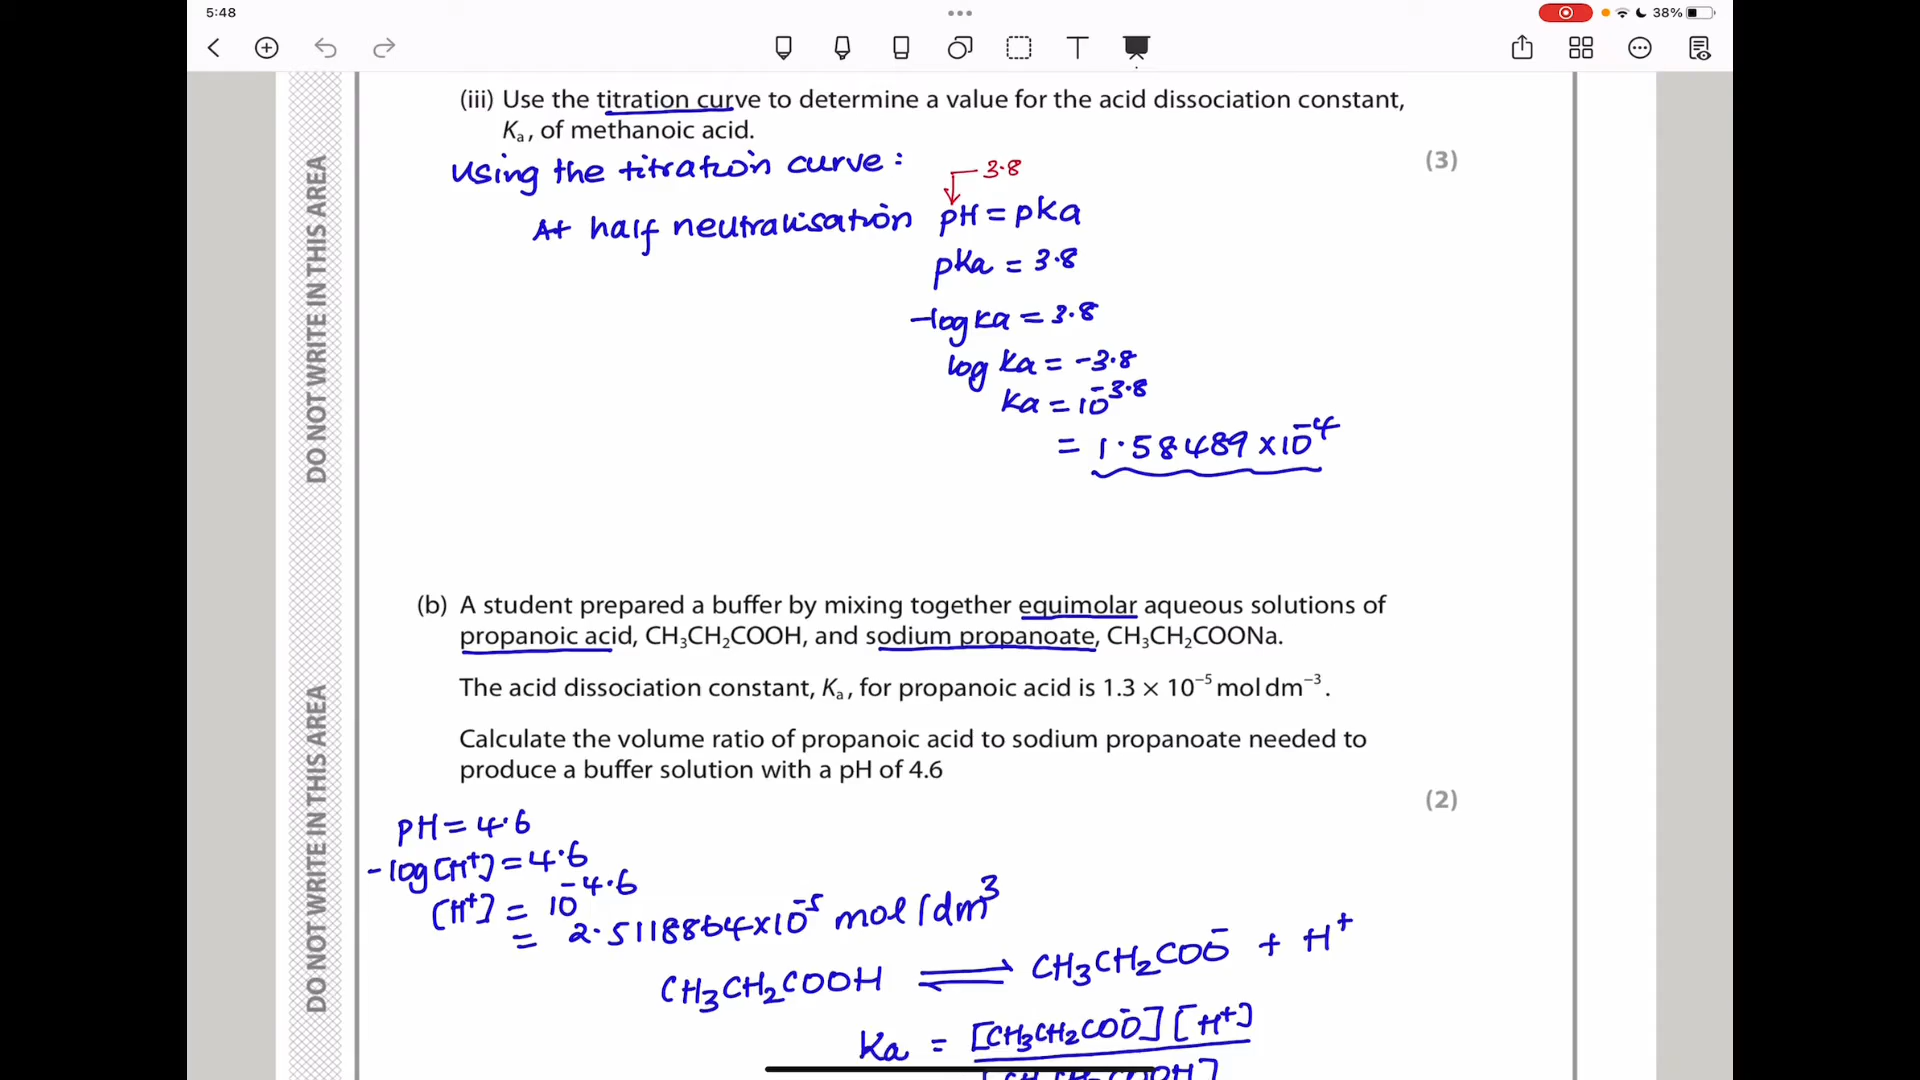 5:48
38%
(iii) Use the titration curve to determine a value for the acid dissociation constant,
Kₐ, of methanoic acid.
(3)
Using the titration curve :
3.8
At half neutralisation pH = pKa
pKa = 3.8
-log Ka = 3.8
log Ka = -3.8
Ka = 10⁻³·⁸
= 1.58489 × 10⁻⁴
(b) A student prepared a buffer by mixing together equimolar aqueous solutions of
propanoic acid, CH₃CH₂COOH, and sodium propanoate, CH₃CH₂COONa.
The acid dissociation constant, Kₐ, for propanoic acid is 1.3 × 10⁻⁵ mol dm⁻³.
Calculate the volume ratio of propanoic acid to sodium propanoate needed to
produce a buffer solution with a pH of 4.6
(2)
pH = 4.6
-log[H⁺] = 4.6
[H⁺] = 10⁻⁴·⁶
= 2.5118864 × 10⁻⁵ mol/dm³
CH₃CH₂COOH ⇌ CH₃CH₂COO⁻ + H⁺
Ka = [CH₃CH₂COO⁻][H⁺]
DO NOT WRITE IN THIS AREA
DO NOT WRITE IN THIS AREA